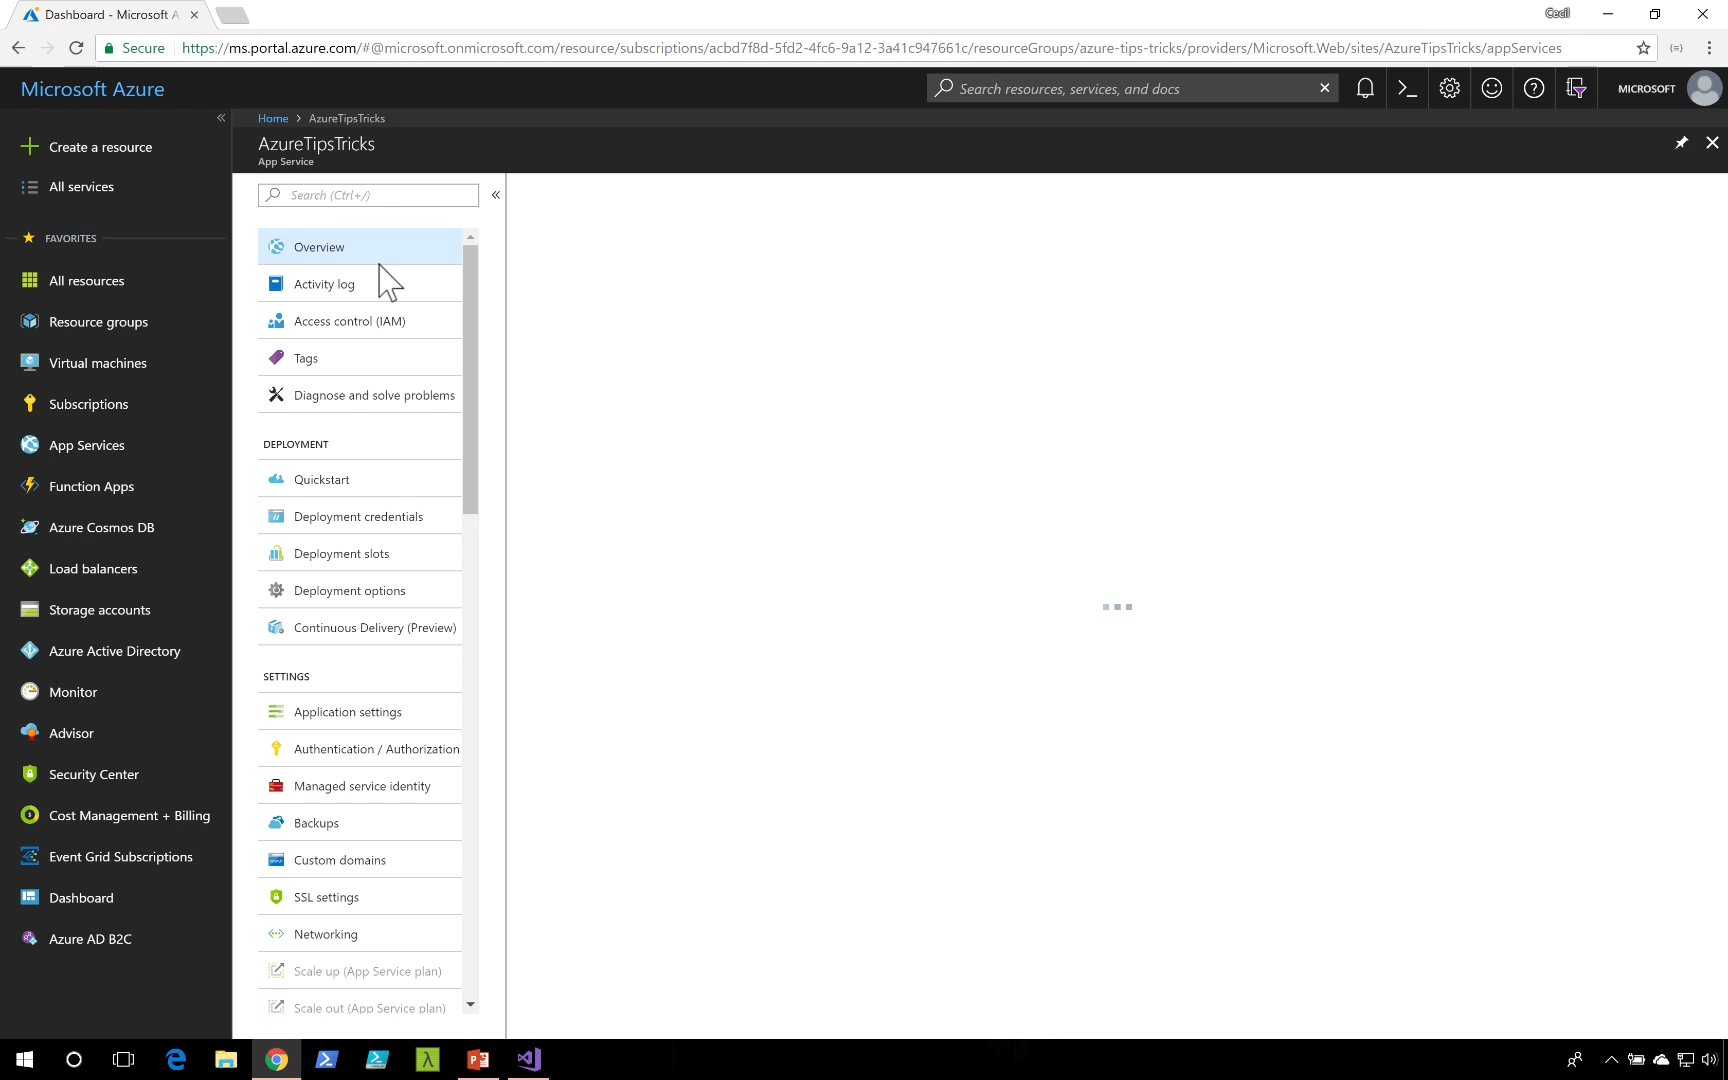 Dashboard - Microsoft A
Cecil
Secure
https://ms.portal.azure.com/#@microsoft.onmicrosoft.com/resource/subscriptions/acbd7f8d-5fd2-4fc6-9a12-3a41c947661c/resourceGroups/azure-tips-tricks/providers/Microsoft.Web/sites/AzureTipsTricks/appServices
Microsoft Azure
Search resources, services, and docs
MICROSOFT
Home > AzureTipsTricks
AzureTipsTricks
App Service
Create a resource
All services
FAVORITES
All resources
Resource groups
Virtual machines
Subscriptions
App Services
Function Apps
Azure Cosmos DB
Load balancers
Storage accounts
Azure Active Directory
Monitor
Advisor
Security Center
Cost Management + Billing
Event Grid Subscriptions
Dashboard
Azure AD B2C
Search (Ctrl+/)
Overview
Activity log
Access control (IAM)
Tags
Diagnose and solve problems
DEPLOYMENT
Quickstart
Deployment credentials
Deployment slots
Deployment options
Continuous Delivery (Preview)
SETTINGS
Application settings
Authentication / Authorization
Managed service identity
Backups
Custom domains
SSL settings
Networking
Scale up (App Service plan)
Scale out (App Service plan)